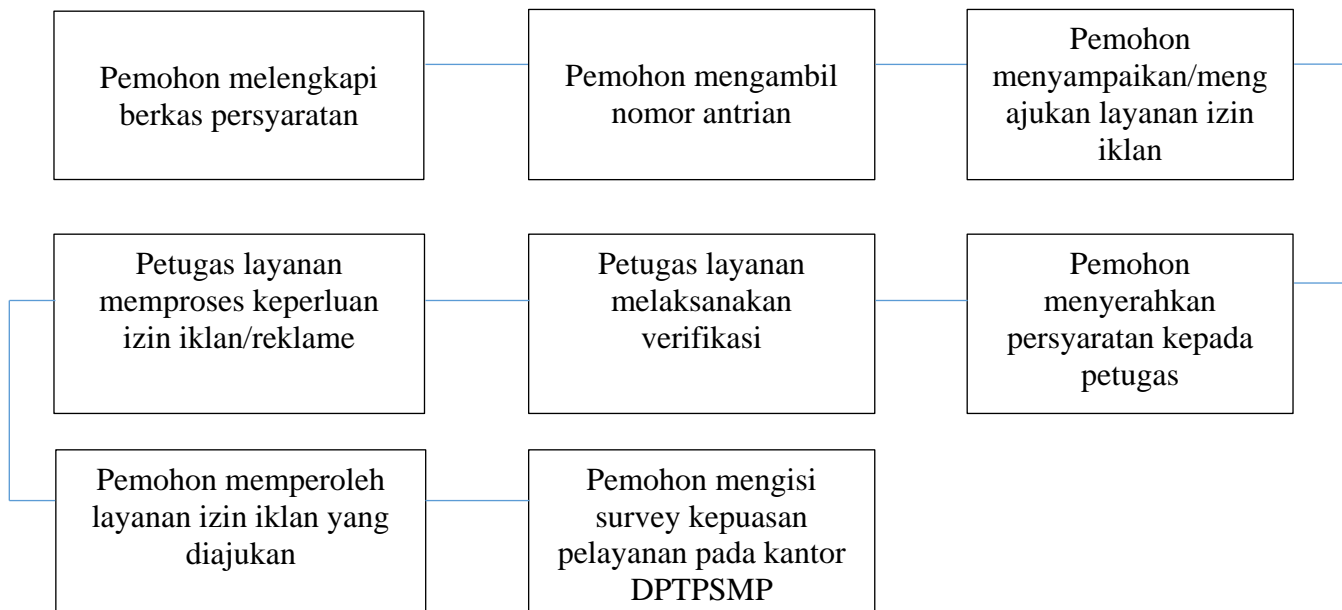 Pemohon melengkapi
berkas persyaratan
Pemohon mengambil
nomor antrian
Pemohon
menyampaikan/meng
ajukan layanan izin
iklan
Pemohon
menyerahkan
persyaratan kepada
petugas
Petugas layanan
melaksanakan
verifikasi
Petugas layanan
memproses keperluan
izin iklan/reklame
Pemohon memperoleh
layanan izin iklan yang
diajukan
Pemohon mengisi
survey kepuasan
pelayanan pada kantor
DPTPSMP